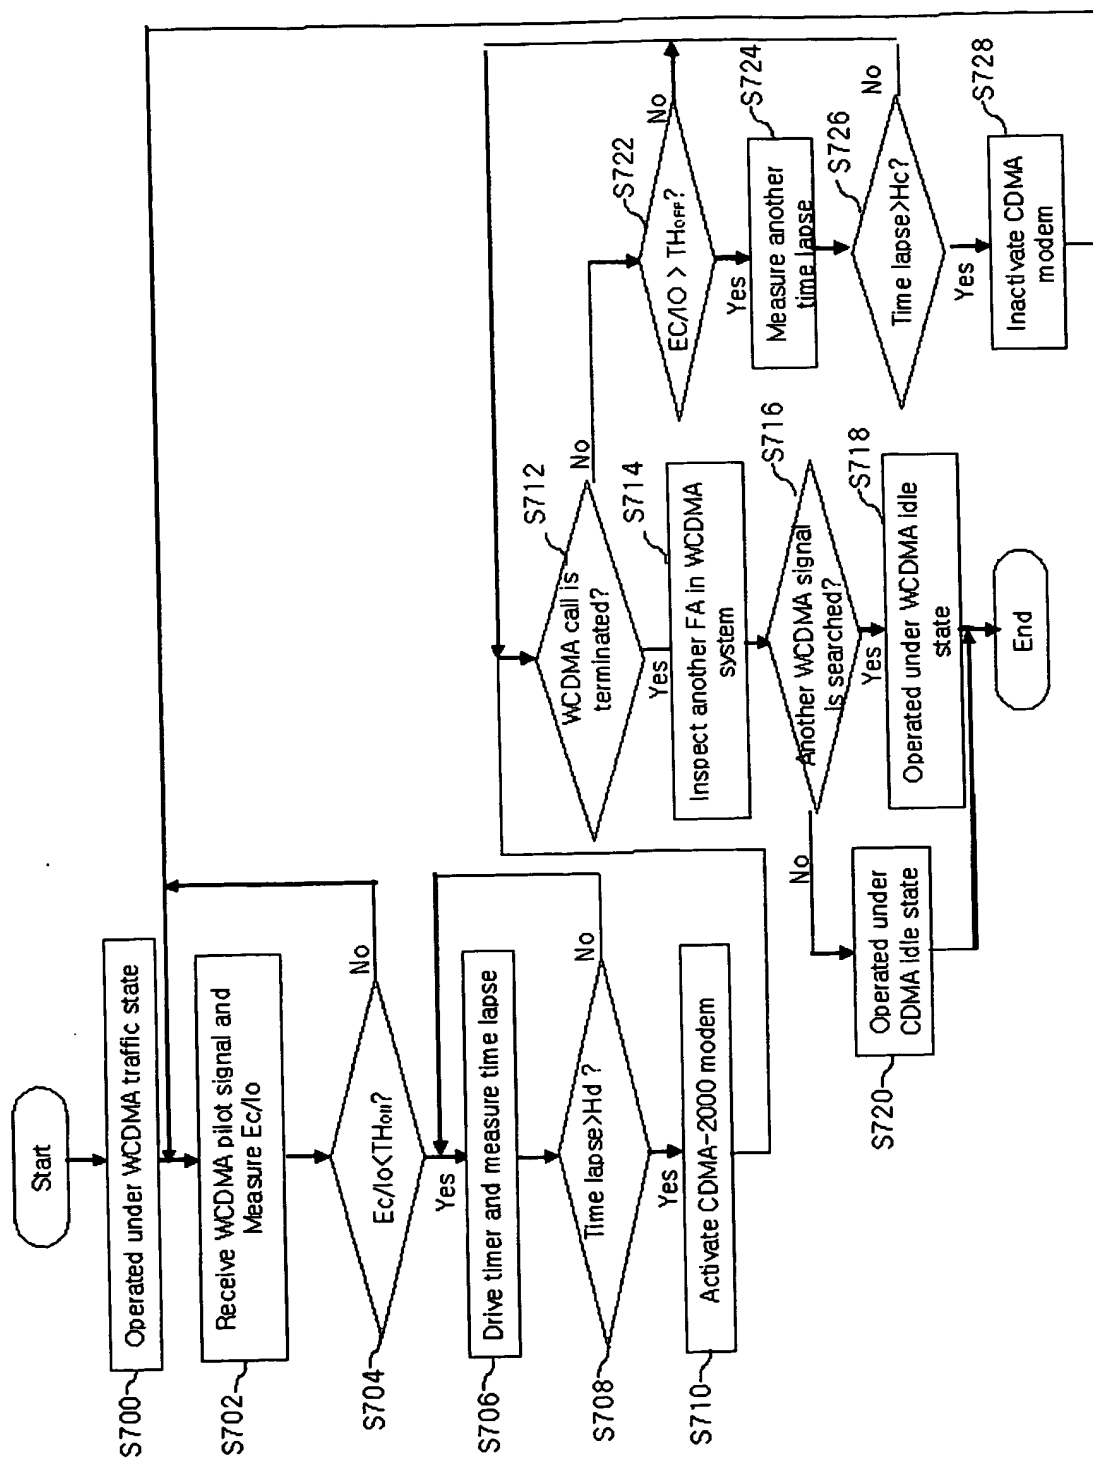 Start
S700
Operated under WCDMA traffic state
S702
Receive WCDMA pilot signal and
Measure Ec/Io
S704
Ec/Io<THon?
No
Yes
S706
Drive timer and measure time lapse
S708
Time lapse>Hd ?
No
Yes
S710
Activate CDMA-2000 modem
S712
WCDMA call is
terminated?
No
Yes
S714
Inspect another FA in WCDMA
system
S716
Another WCDMA signal
is searched?
No
Yes
S718
Operated under WCDMA idle
state
S720
Operated under
CDMA idle state
End
S722
EC/IO > THOFF?
No
Yes
S724
Measure another
time lapse
S726
Time lapse>Hc?
No
Yes
S728
Inactivate CDMA
modem